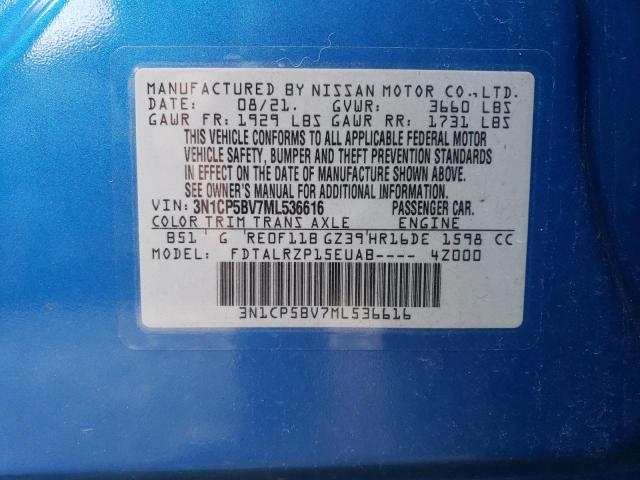 MANUFACTURED BY NISSAN MOTOR CO.,LTD.
DATE: 08/21. GVWR: 3660 LBS
GAWR FR: 1929 LBS GAWR RR: 1731 LBS
THIS VEHICLE CONFORMS TO ALL APPLICABLE FEDERAL MOTOR
VEHICLE SAFETY, BUMPER AND THEFT PREVENTION STANDARDS
IN EFFECT ON THE DATE OF MANUFACTURE SHOWN ABOVE.
SEE OWNER'S MANUAL FOR ADDITIONAL INFORMATION.
VIN: 3N1CP5BV7ML536616 PASSENGER CAR.
COLOR TRIM TRANS AXLE ENGINE
B51 G RE0F11B GZ39 HR16DE 1598 CC
MODEL: FDTALRZP15EUAB---- 4Z000
3N1CP5BV7ML536616